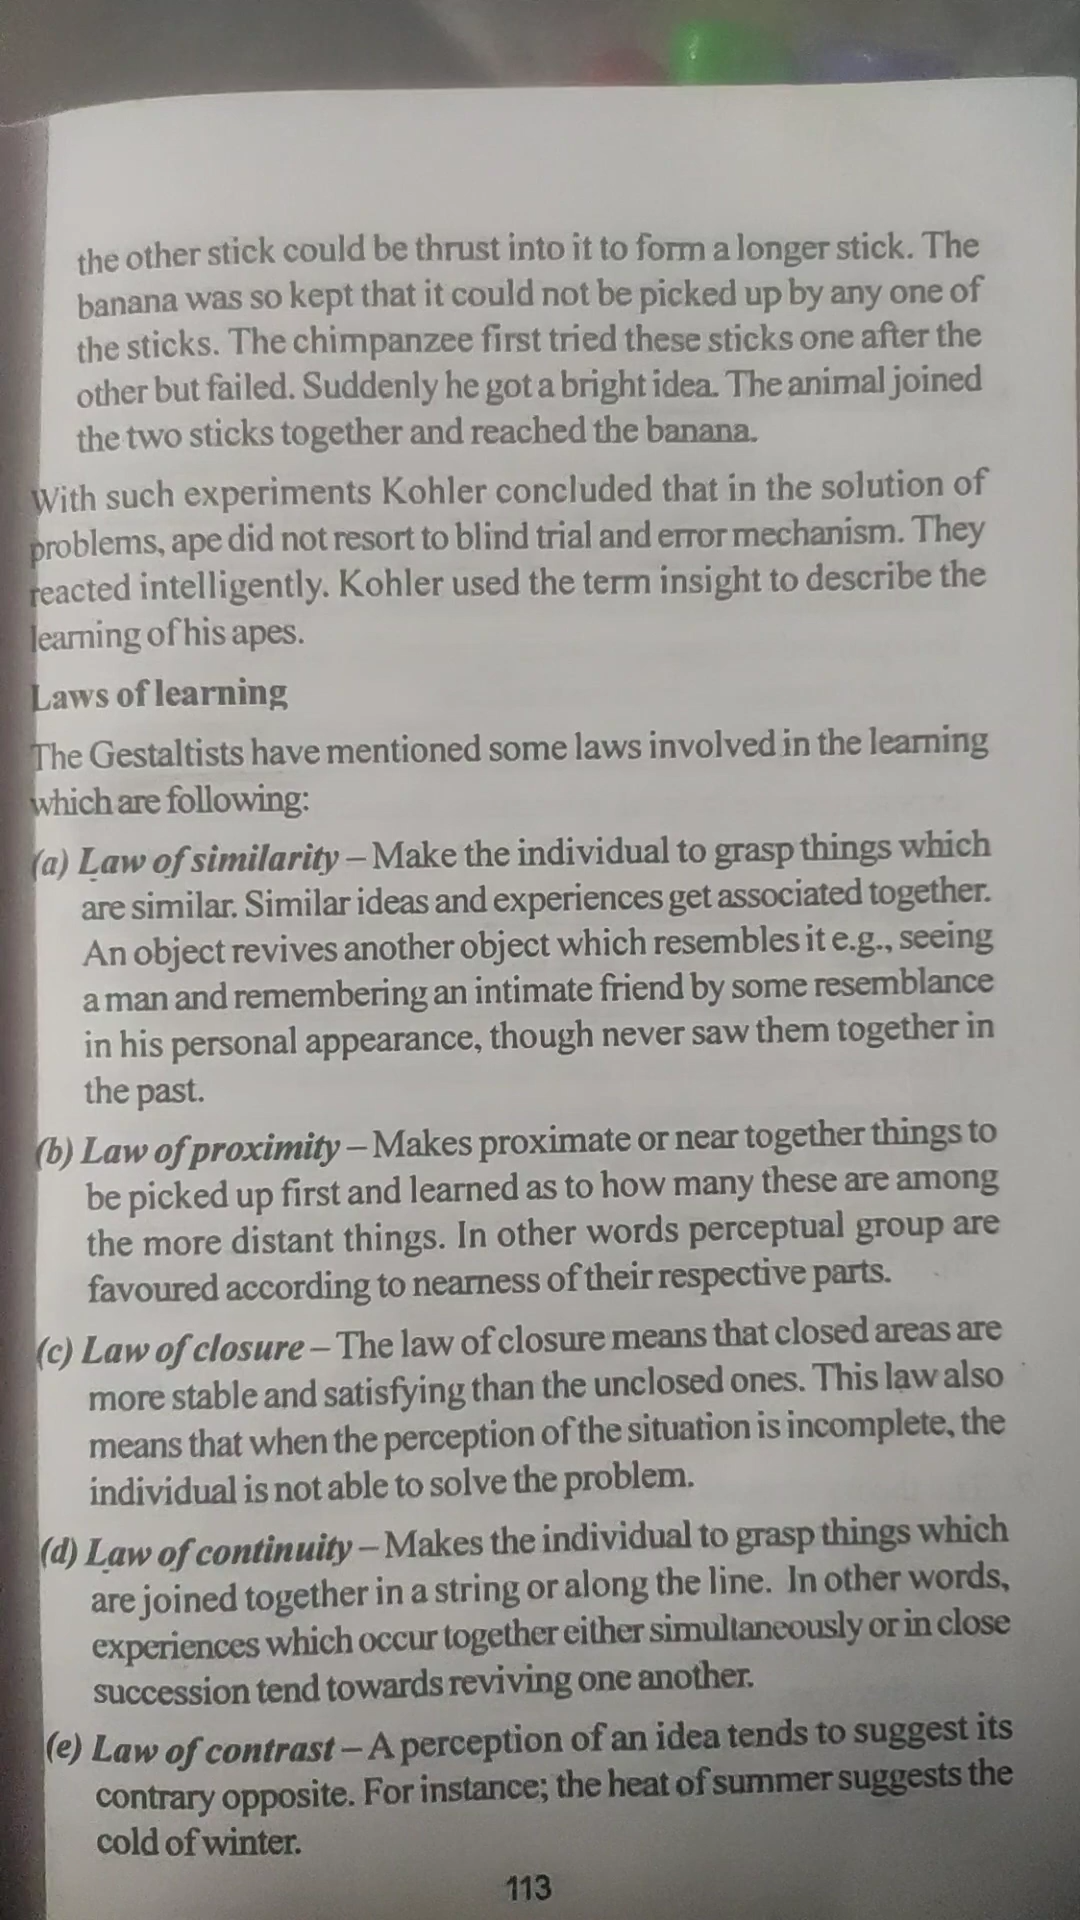 the other stick could be thrust into it to form a longer stick. The
banana was so kept that it could not be picked up by any one of
the sticks. The chimpanzee first tried these sticks one after the
other but failed. Suddenly he got a bright idea. The animal joined
the two sticks together and reached the banana.
With such experiments Kohler concluded that in the solution of
problems, ape did not resort to blind trial and error mechanism. They
reacted intelligently. Kohler used the term insight to describe the
learning of his apes.
Laws of learning
The Gestaltists have mentioned some laws involved in the learning
which are following:
(a) Law of similarity – Make the individual to grasp things which
are similar. Similar ideas and experiences get associated together.
An object revives another object which resembles it e.g., seeing
a man and remembering an intimate friend by some resemblance
in his personal appearance, though never saw them together in
the past.
(b) Law of proximity – Makes proximate or near together things to
be picked up first and learned as to how many these are among
the more distant things. In other words perceptual group are
favoured according to nearness of their respective parts.
(c) Law of closure – The law of closure means that closed areas are
more stable and satisfying than the unclosed ones. This law also
means that when the perception of the situation is incomplete, the
individual is not able to solve the problem.
(d) Law of continuity – Makes the individual to grasp things which
are joined together in a string or along the line. In other words,
experiences which occur together either simultaneously or in close
succession tend towards reviving one another.
(e) Law of contrast – A perception of an idea tends to suggest its
contrary opposite. For instance; the heat of summer suggests the
cold of winter.
113